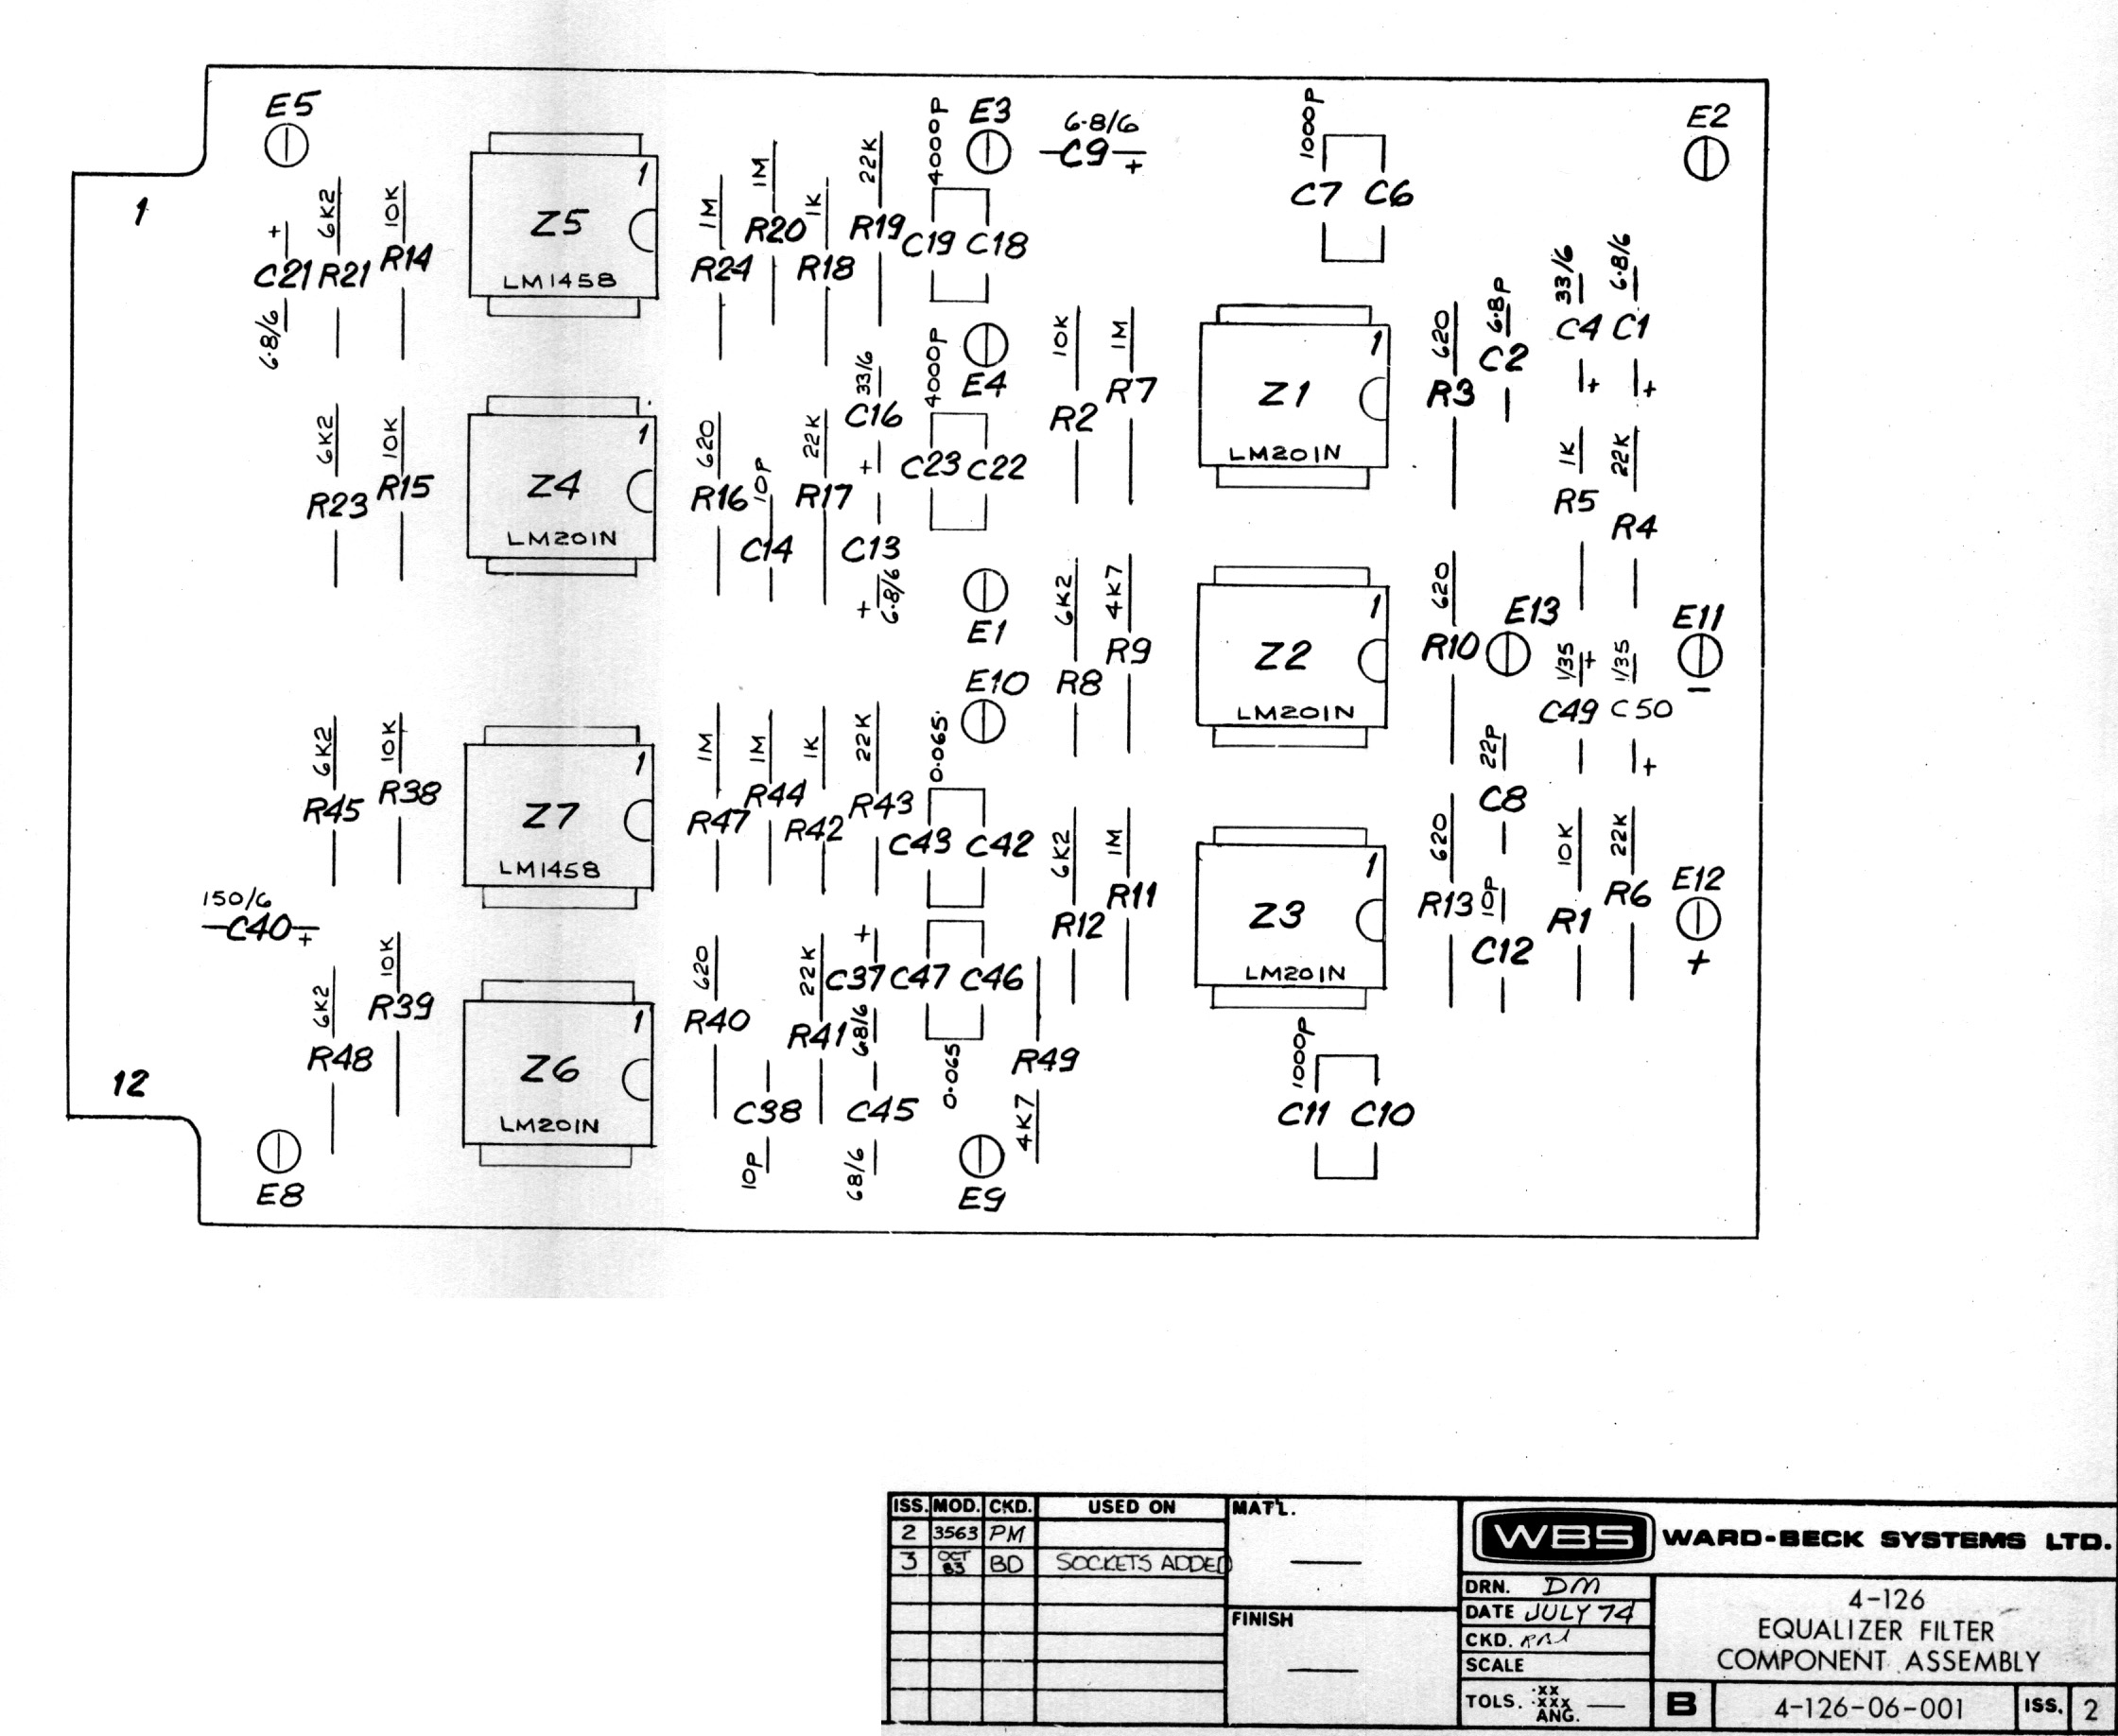 E5
E3
6·8/6
C9
+
4000P
1000P
E2
1
+
C21
6·8/6
6K2
R21
10K
R14
1
Z5
LM1458
1M
R24
1M
R20
1K
R18
22K
R19
C19 C18
C7 C6
6K2
R23
10K
R15
1
Z4
LM201N
620
R16
10P
C14
22K
R17
33/6
C16
+
C13
+
6·8/6
4000P
E4
C23 C22
10K
R2
1M
R7
1
Z1
LM201N
620
R3
6·8P
C2
33/6
C4
+
6·8/6
C1
+
1K
R5
22K
R4
E1
E10
6K2
R8
4K7
R9
1
Z2
LM201N
620
R10
E13
1/35
+
C49
1/35
C50
+
E11
−
6K2
R45
10K
R38
1
Z7
LM1458
1M
R47
1M
R44
1K
R42
22K
R43
0·065
C43 C42
6K2
R12
1M
R11
1
Z3
LM201N
620
R13
22P
C8
10P
C12
10K
R1
22K
R6
E12
+
150/6
C40
+
6K2
R48
10K
R39
1
Z6
LM201N
620
R40
C38
10P
22K
R41
+
C37
68/6
C45
68/6
C47 C46
0·065
R49
4K7
1000P
C11 C10
12
E8
E9
ISS. MOD. CKD. USED ON
2 3563 PM
3 OCT 83 BD SOCKETS ADDED
MAT'L.
FINISH
WBS WARD-BECK SYSTEMS LTD.
DRN. DM
DATE JULY 74
CKD.
SCALE
TOLS. ·XX
·XXX
ANG.
4-126
EQUALIZER FILTER
COMPONENT ASSEMBLY
B 4-126-06-001 ISS. 2